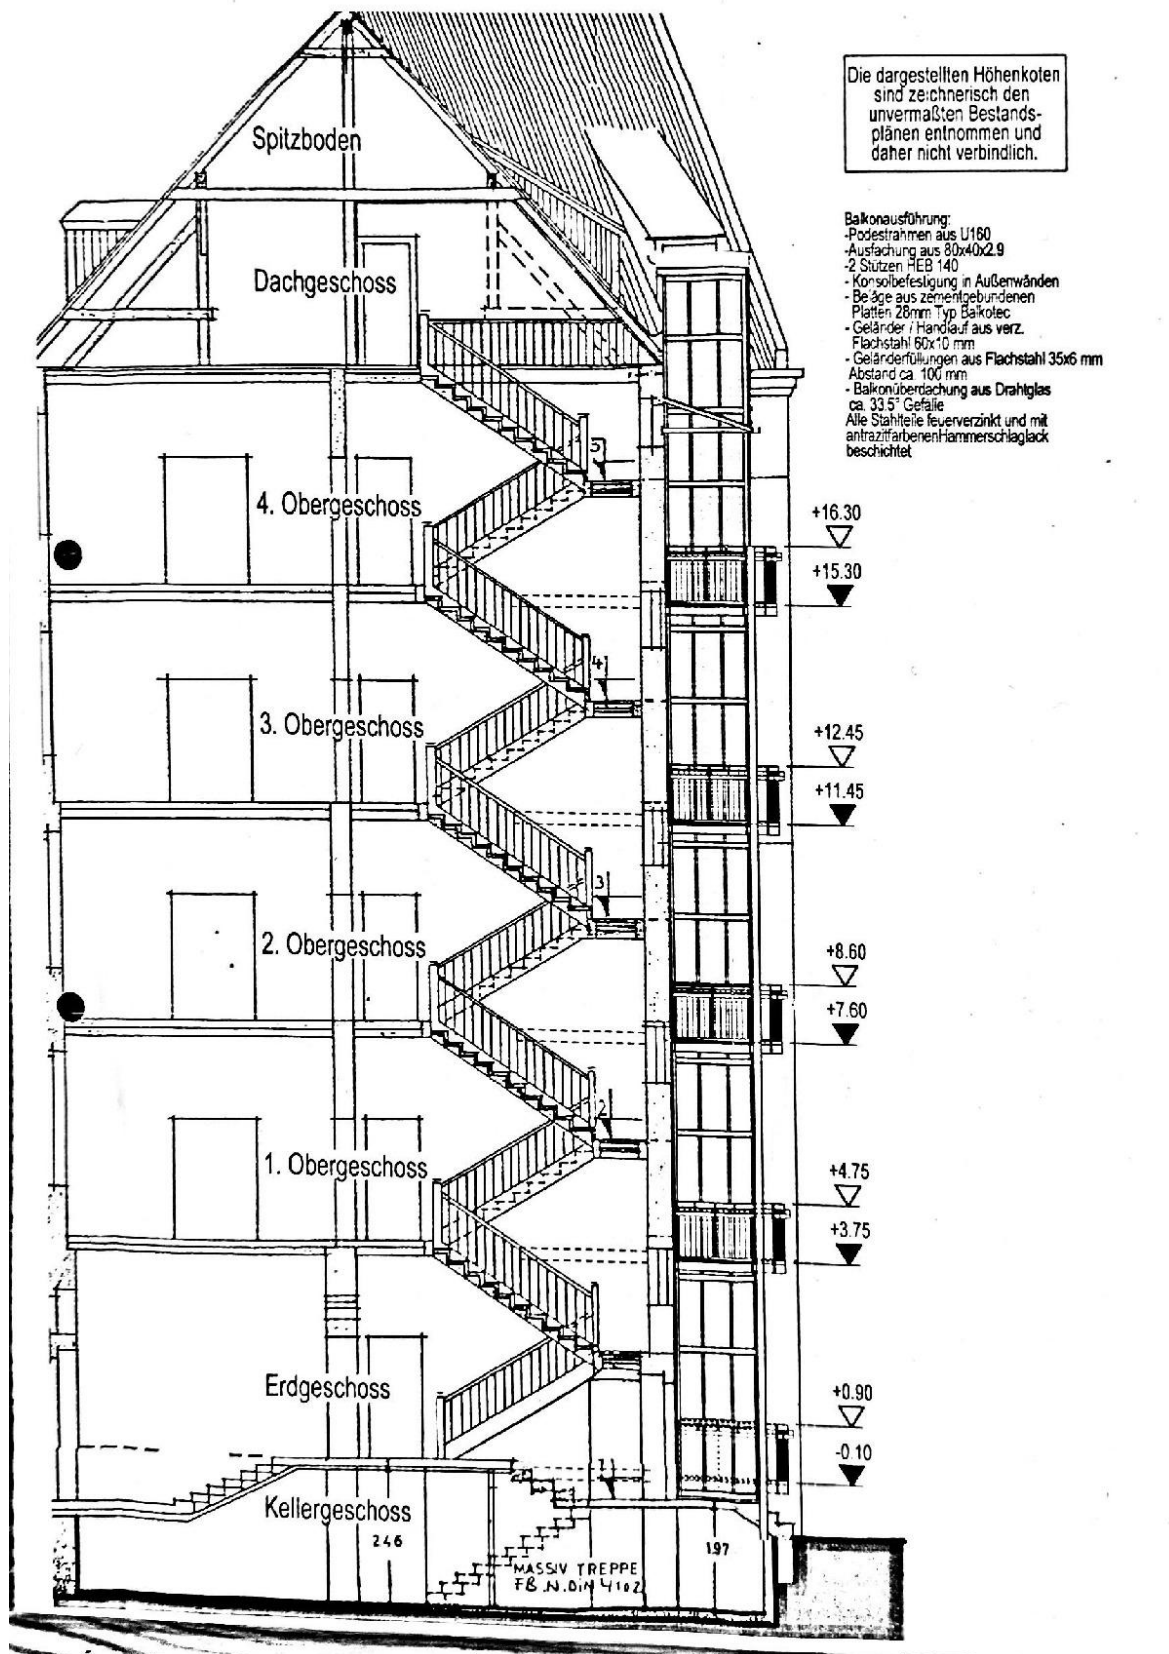 Die dargestellten Höhenkoten
sind zeichnerisch den
unvermaßten Bestands-
plänen entnommen und
daher nicht verbindlich.
Spitzboden
Balkonausführung:
-Podestrahmen aus U160
-Ausfachung aus 80x40x2.9
-2 Stützen HEB 140
- Konsolbefestigung in Außenwänden
- Beläge aus zementgebundenen
Platten 28mm Typ Balkotec
- Geländer / Handlauf aus verz.
Flachstahl 60x10 mm
- Geländerfüllungen aus Flachstahl 35x6 mm
Abstand ca. 100 mm
- Balkonüberdachung aus Drahtglas
ca. 33.5° Gefälle
Alle Stahlteile feuerverzinkt und mit
antrazitfarbenenHammerschlaglack
beschichtet
Dachgeschoss
5
4. Obergeschoss
+16.30
+15.30
4
3. Obergeschoss
+12.45
+11.45
3
2. Obergeschoss
+8.60
+7.60
2
1. Obergeschoss
+4.75
+3.75
Erdgeschoss
+0.90
-0.10
1
Kellergeschoss
246
197
MASSIV TREPPE
FB .N.DIN 4102